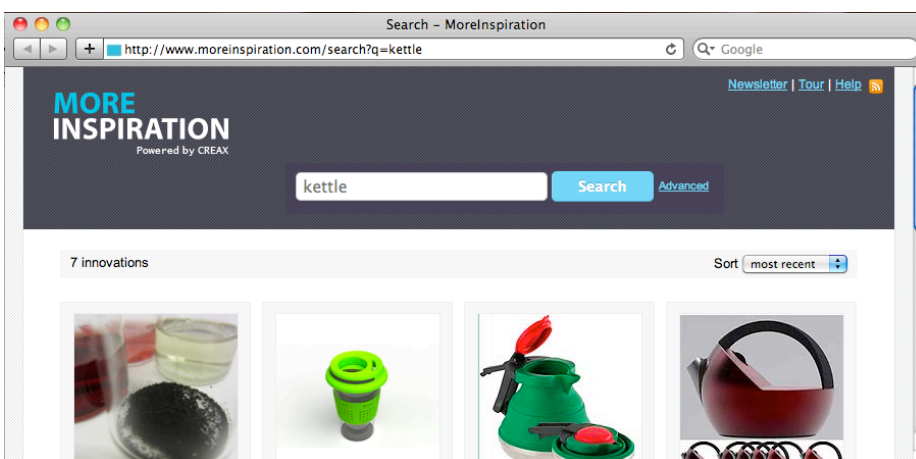 Search – MoreInspiration
http://www.moreinspiration.com/search?q=kettle
Google
Newsletter | Tour | Help
MORE
INSPIRATION
Powered by CREAX
kettle
Search
Advanced
7 innovations
Sort most recent